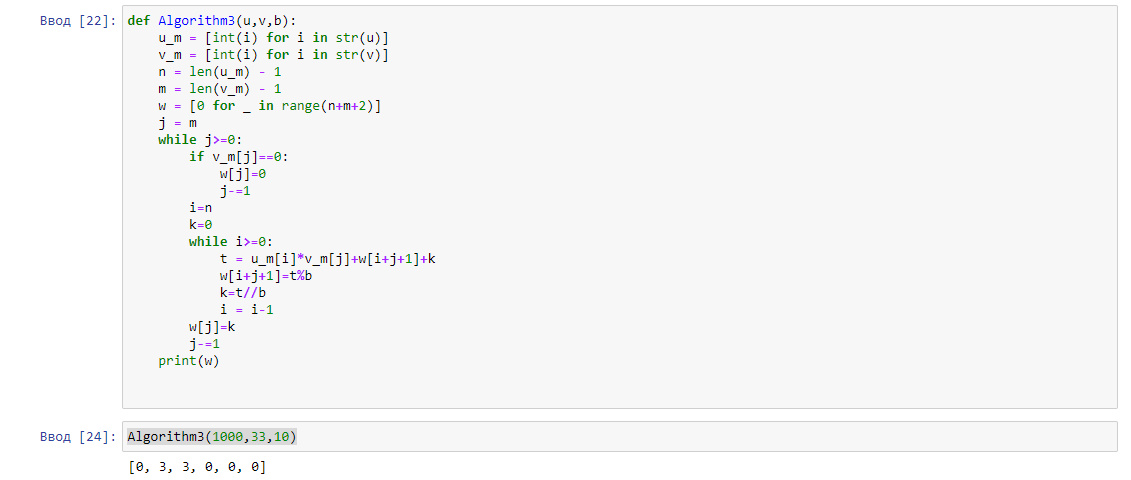 Ввод [22]: def Algorithm3(u,v,b):
    u_m = [int(i) for i in str(u)]
    v_m = [int(i) for i in str(v)]
    n = len(u_m) - 1
    m = len(v_m) - 1
    w = [0 for _ in range(n+m+2)]
    j = m
    while j>=0:
        if v_m[j]==0:
            w[j]=0
            j-=1
        i=n
        k=0
        while i>=0:
            t = u_m[i]*v_m[j]+w[i+j+1]+k
            w[i+j+1]=t%b
            k=t//b
            i = i-1
        w[j]=k
        j-=1
    print(w)
Ввод [24]: Algorithm3(1000,33,10)
[0, 3, 3, 0, 0, 0]